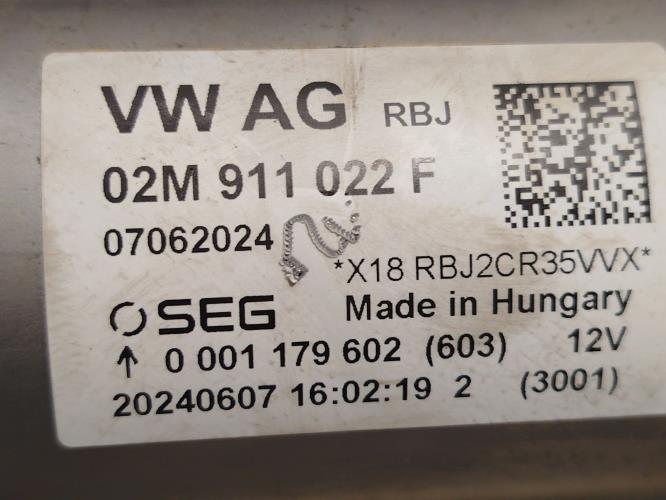 VW AG RBJ
02M 911 022 F
07062024
*X18 RBJ2CR35VVX*
SEG Made in Hungary
↑ 0 001 179 602 (603) 12V
20240607 16:02:19 2 (3001)